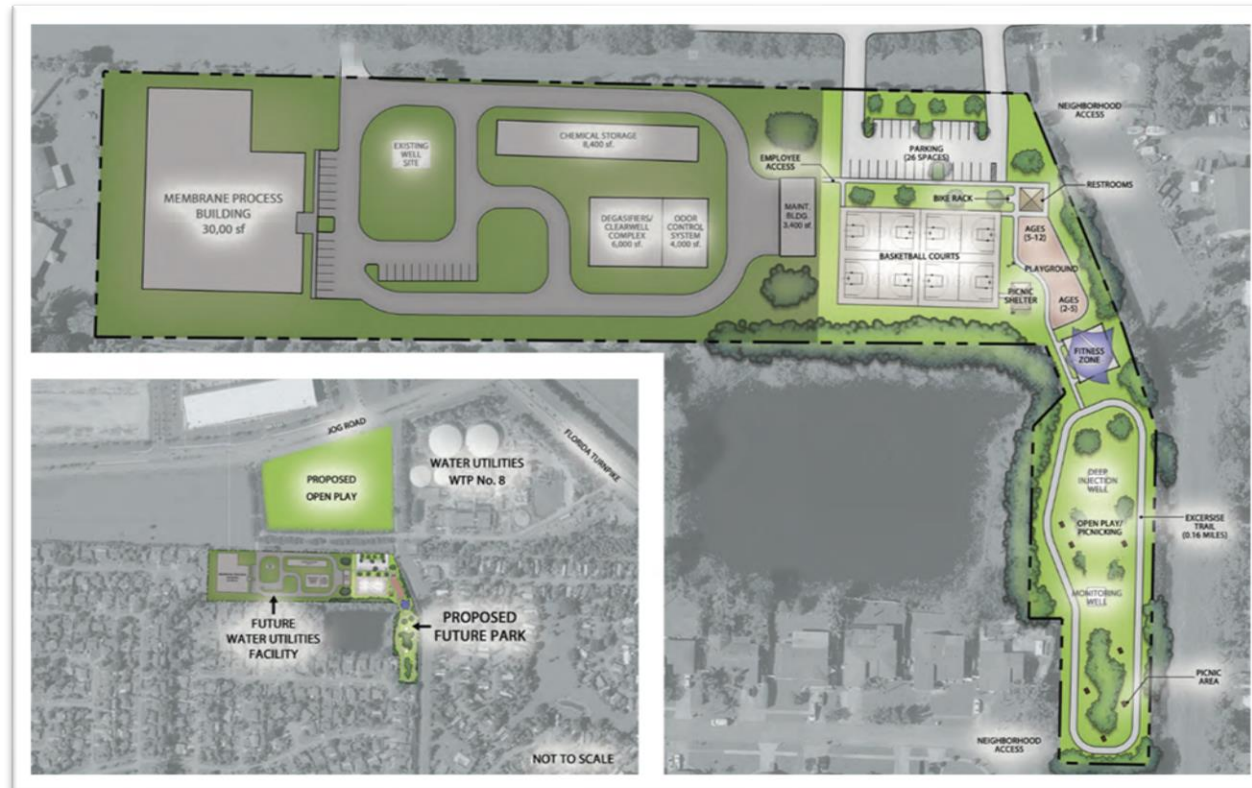 MEMBRANE PROCESS
BUILDING
30,00 sf
EXISTING
WELL
SITE
CHEMICAL STORAGE
8,400 sf.
DEGASIFIERS/
CLEARWELL
COMPLEX
6,000 sf.
ODOR
CONTROL
SYSTEM
4,000 sf.
MAINT.
BLDG.
3,400 sf.
EMPLOYEE
ACCESS
PARKING
(26 SPACES)
NEIGHBORHOOD
ACCESS
RESTROOMS
BIKE RACK
BASKETBALL COURTS
AGES
(5-12)
PLAYGROUND
PICNIC
SHELTER
AGES
(2-5)
FITNESS
ZONE
DEEP
INJECTION
WELL
OPEN PLAY/
PICNICKING
EXCERSISE
TRAIL
(0.16 MILES)
MONITORING
WELL
PICNIC
AREA
NEIGHBORHOOD
ACCESS
JOG ROAD
FLORIDA TURNPIKE
PROPOSED
OPEN PLAY
WATER UTILITIES
WTP No. 8
FUTURE
WATER UTILITIES
FACILITY
PROPOSED
FUTURE PARK
NOT TO SCALE